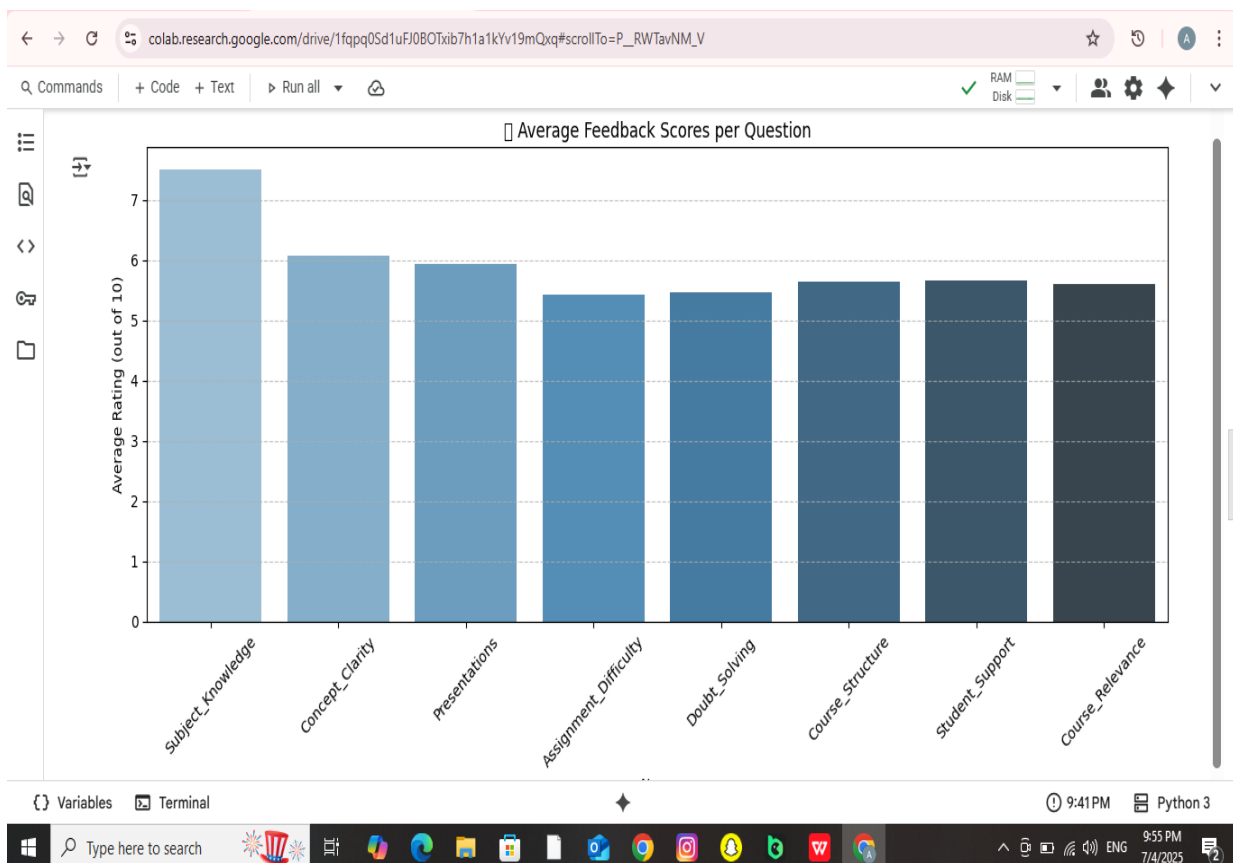 colab.research.google.com/drive/1fqpq0Sd1uFJ0BOTxib7h1a1kYv19mQxq#scrollTo=P__RWTavNM_V
A
Commands + Code + Text Run all
RAM
Disk
Average Feedback Scores per Question
Average Rating (out of 10)
7
6
5
4
3
2
1
0
Subject_Knowledge
Concept_Clarity
Presentations
Assignment_Difficulty
Doubt_Solving
Course_Structure
Student_Support
Course_Relevance
Variables Terminal 9:41 PM Python 3
Type here to search
ENG
9:55 PM
7/4/2025
2